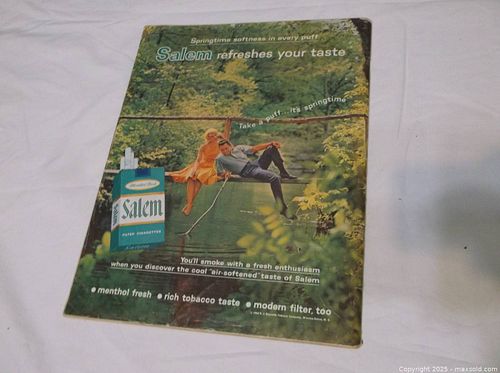 Springtime softness in every puff
Salem refreshes your taste
Take a puff...it's springtime
Salem
FILTER CIGARETTES
You'll smoke with a fresh enthusiasm
when you discover the cool "air-softened" taste of Salem
• menthol fresh • rich tobacco taste • modern filter, too
Copyright 2025 - maxsold.com